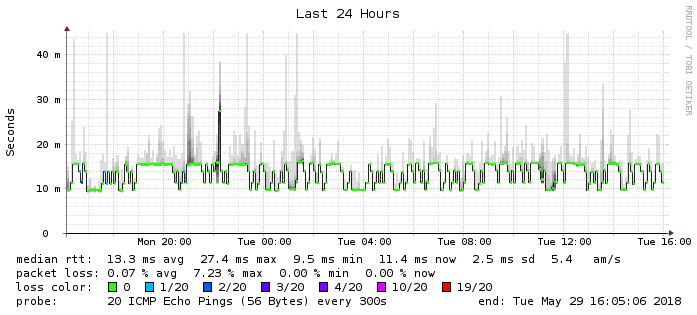 Last 24 Hours
RRDTOOL / TOBI OETIKER
Seconds
40 m
30 m
20 m
10 m
0
Mon 20:00 Tue 00:00 Tue 04:00 Tue 08:00 Tue 12:00 Tue 16:00
median rtt: 13.3 ms avg 27.4 ms max 9.5 ms min 11.4 ms now 2.5 ms sd 5.4 am/s
packet loss: 0.07 % avg 7.23 % max 0.00 % min 0.00 % now
loss color: 0 1/20 2/20 3/20 4/20 10/20 19/20
probe: 20 ICMP Echo Pings (56 Bytes) every 300s end: Tue May 29 16:05:06 2018